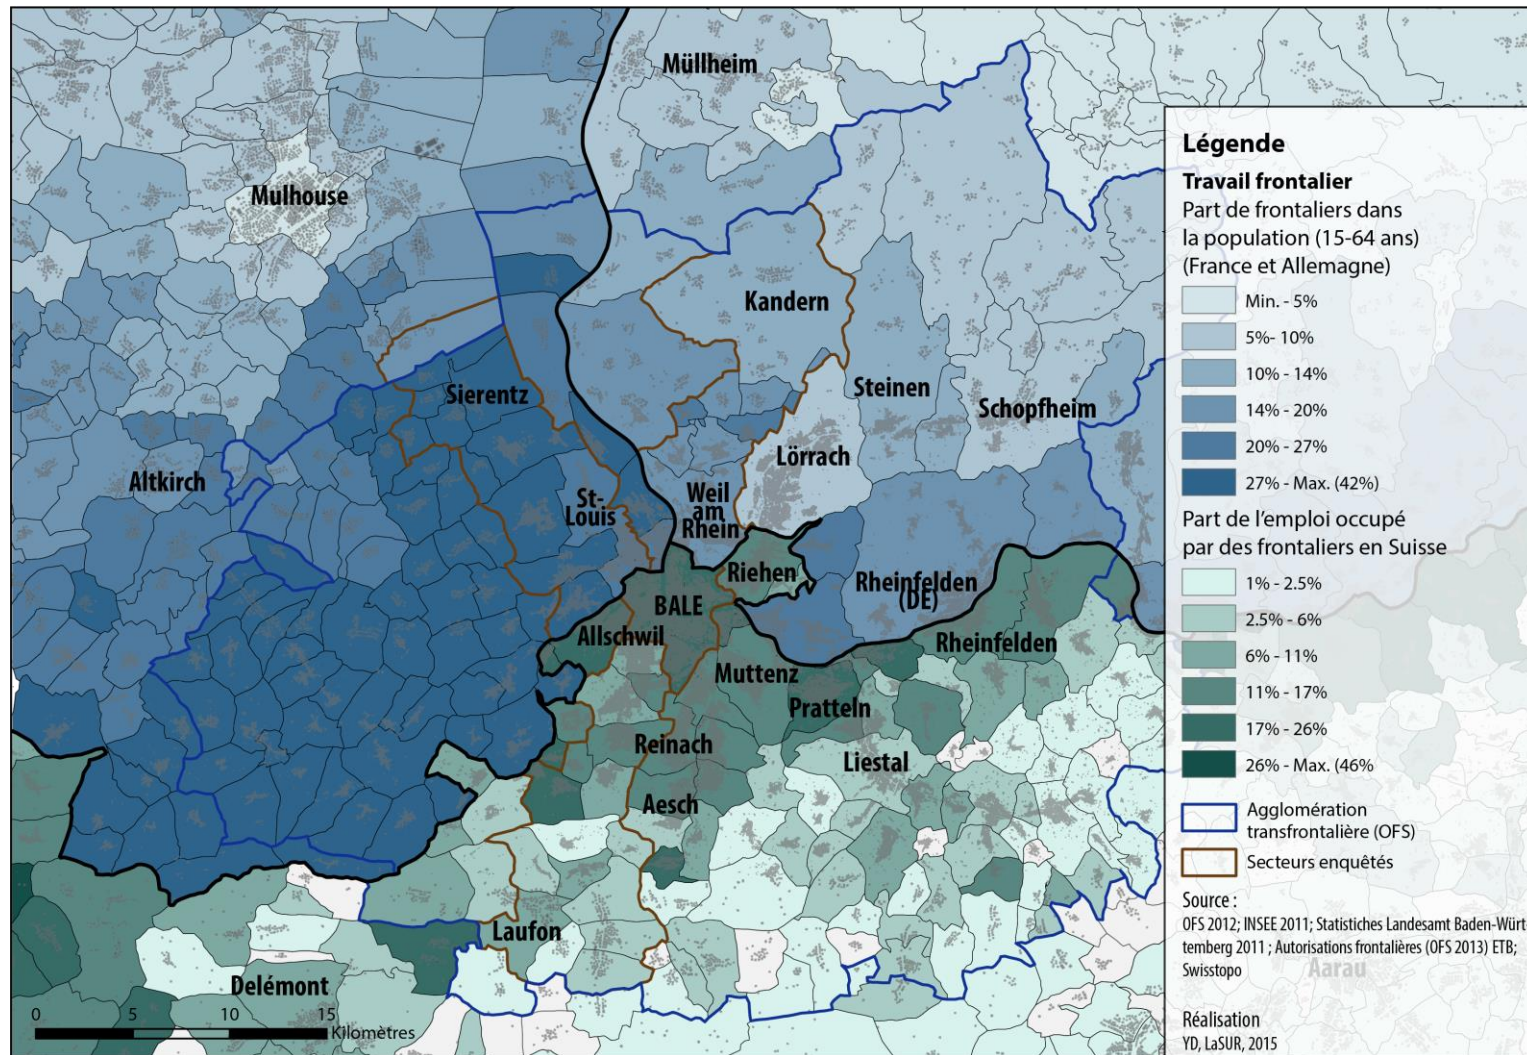 Müllheim
Mulhouse
Kandern
Sierentz
Steinen
Schopfheim
Lörrach
Altkirch
St-
Louis
Weil
am
Rhein
Riehen
Rheinfelden
(DE)
BALE
Allschwil
Rheinfelden
Muttenz
Pratteln
Reinach
Liestal
Aesch
Laufon
Delémont
Aarau
0 5 10 15
Kilomètres
Légende
Travail frontalier
Part de frontaliers dans
la population (15-64 ans)
(France et Allemagne)
Min. - 5%
5%- 10%
10% - 14%
14% - 20%
20% - 27%
27% - Max. (42%)
Part de l'emploi occupé
par des frontaliers en Suisse
1% - 2.5%
2.5% - 6%
6% - 11%
11% - 17%
17% - 26%
26% - Max. (46%
Agglomération
transfrontalière (OFS)
Secteurs enquêtés
Source :
OFS 2012; INSEE 2011; Statistiches Landesamt Baden-Würt
temberg 2011 ; Autorisations frontalières (OFS 2013) ETB;
Swisstopo
Réalisation
YD, LaSUR, 2015